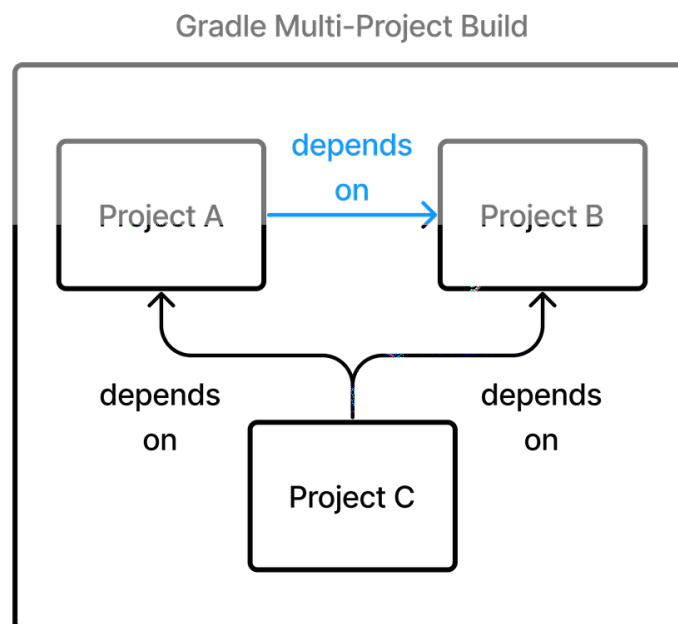 Gradle Multi-Project Build
depends
on
Project A
Project B
depends
on
depends
on
Project C